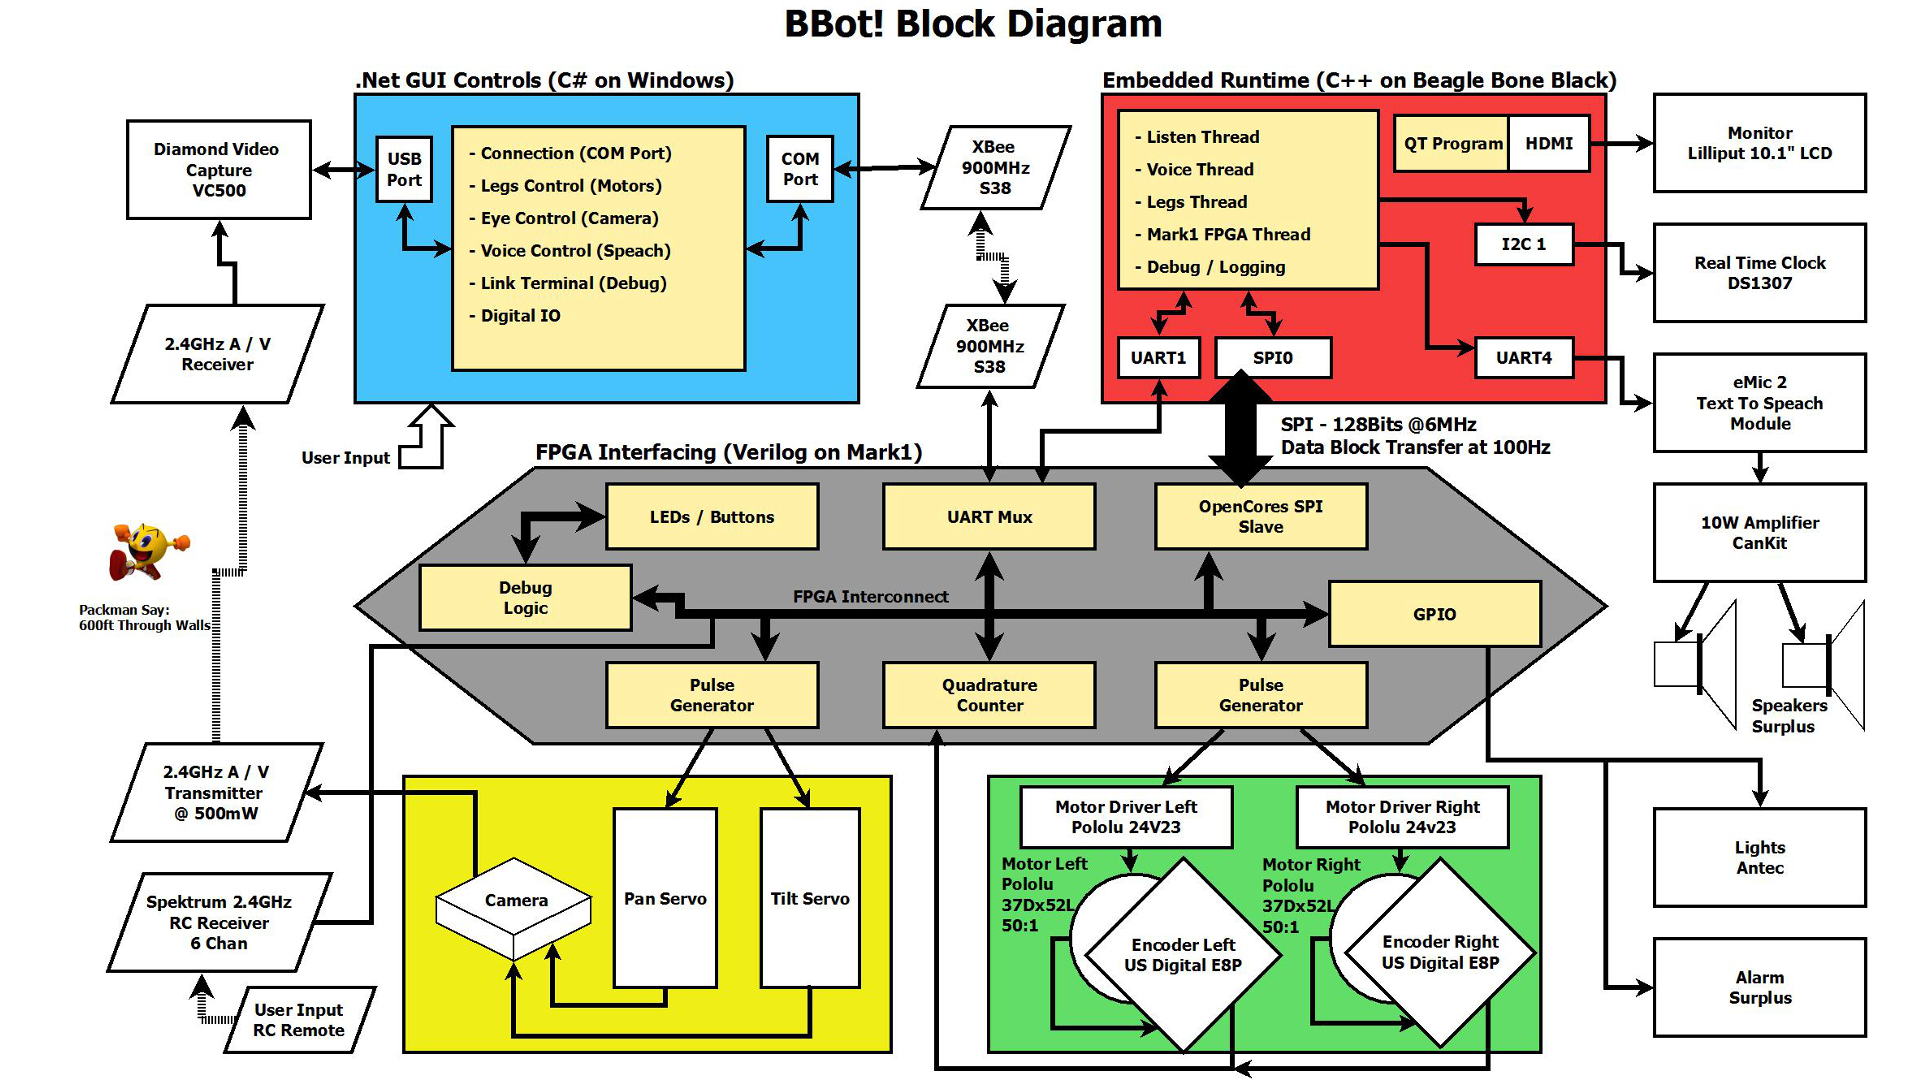 BBot! Block Diagram
.Net GUI Controls (C# on Windows)
Embedded Runtime (C++ on Beagle Bone Black)
Diamond Video
Capture
VC500
USB
Port
- Connection (COM Port)
- Legs Control (Motors)
- Eye Control (Camera)
- Voice Control (Speach)
- Link Terminal (Debug)
- Digital IO
COM
Port
XBee
900MHz
S38
- Listen Thread
- Voice Thread
- Legs Thread
- Mark1 FPGA Thread
- Debug / Logging
QT Program
HDMI
Monitor
Lilliput 10.1" LCD
I2C 1
Real Time Clock
DS1307
2.4GHz A / V
Receiver
XBee
900MHz
S38
UART1
SPI0
UART4
eMic 2
Text To Speach
Module
User Input
SPI - 128Bits @6MHz
Data Block Transfer at 100Hz
FPGA Interfacing (Verilog on Mark1)
LEDs / Buttons
UART Mux
OpenCores SPI
Slave
10W Amplifier
CanKit
Debug
Logic
FPGA Interconnect
GPIO
Packman Say:
600ft Through Walls
Pulse
Generator
Quadrature
Counter
Pulse
Generator
Speakers
Surplus
2.4GHz A / V
Transmitter
@ 500mW
Motor Driver Left
Pololu 24V23
Motor Driver Right
Pololu 24v23
Lights
Antec
Motor Left
Pololu
37Dx52L
50:1
Motor Right
Pololu
37Dx52L
50:1
Spektrum 2.4GHz
RC Receiver
6 Chan
Camera
Pan Servo
Tilt Servo
Encoder Left
US Digital E8P
Encoder Right
US Digital E8P
Alarm
Surplus
User Input
RC Remote